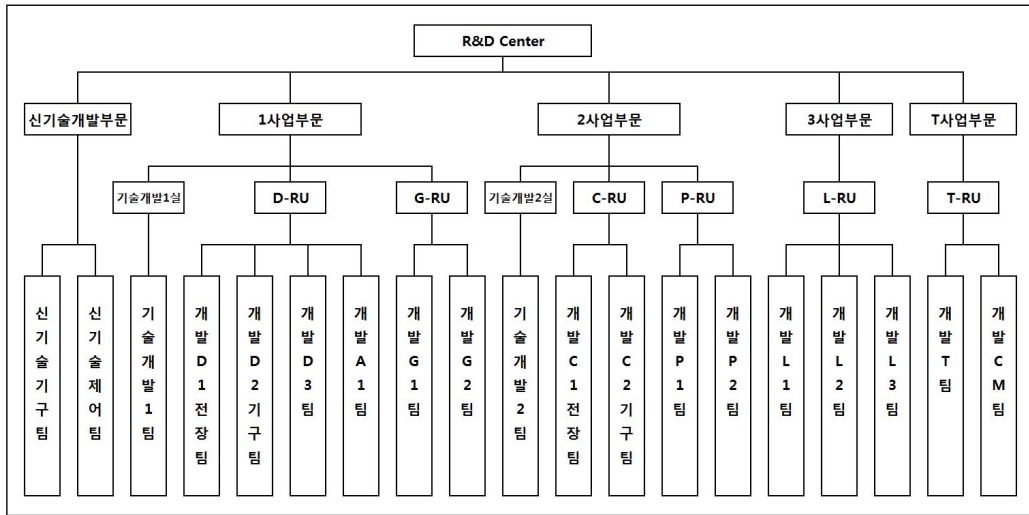 R&D Center
신기술개발부문
1사업부문
2사업부문
3사업부문
T사업부문
기술개발1실
D-RU
G-RU
기술개발2실
C-RU
P-RU
L-RU
T-RU
신기술기구팀
신기술제어팀
기술개발1팀
개발D1전장팀
개발D2기구팀
개발D3팀
개발A1팀
개발G1팀
개발G2팀
기술개발2팀
개발C1전장팀
개발C2기구팀
개발P1팀
개발P2팀
개발L1팀
개발L2팀
개발L3팀
개발T팀
개발CM팀